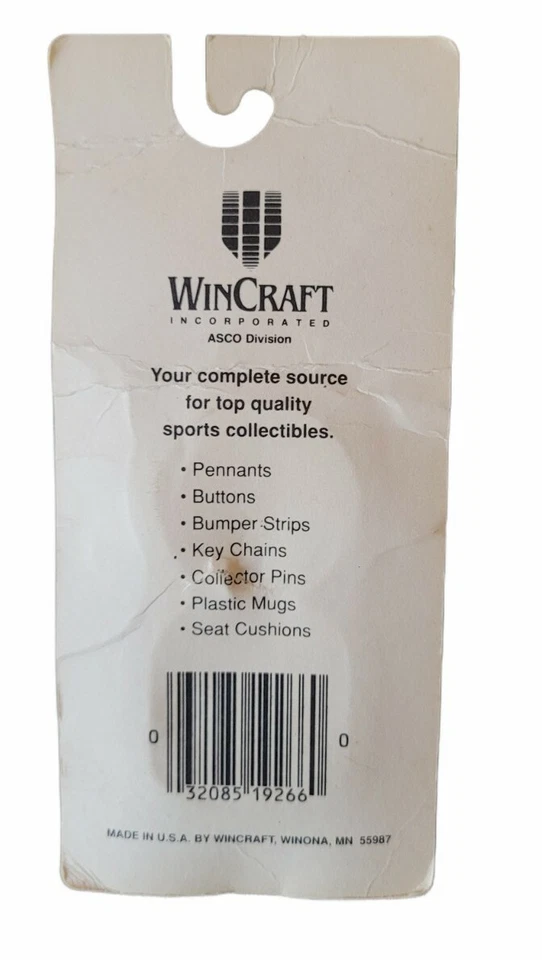 WINCRAFT
INCORPORATED
ASCO Division
Your complete source
for top quality
sports collectibles.
• Pennants
• Buttons
• Bumper Strips
• Key Chains
• Collector Pins
• Plastic Mugs
• Seat Cushions
0 32085 19266 0
MADE IN U.S.A. BY WINCRAFT, WINONA, MN 55987